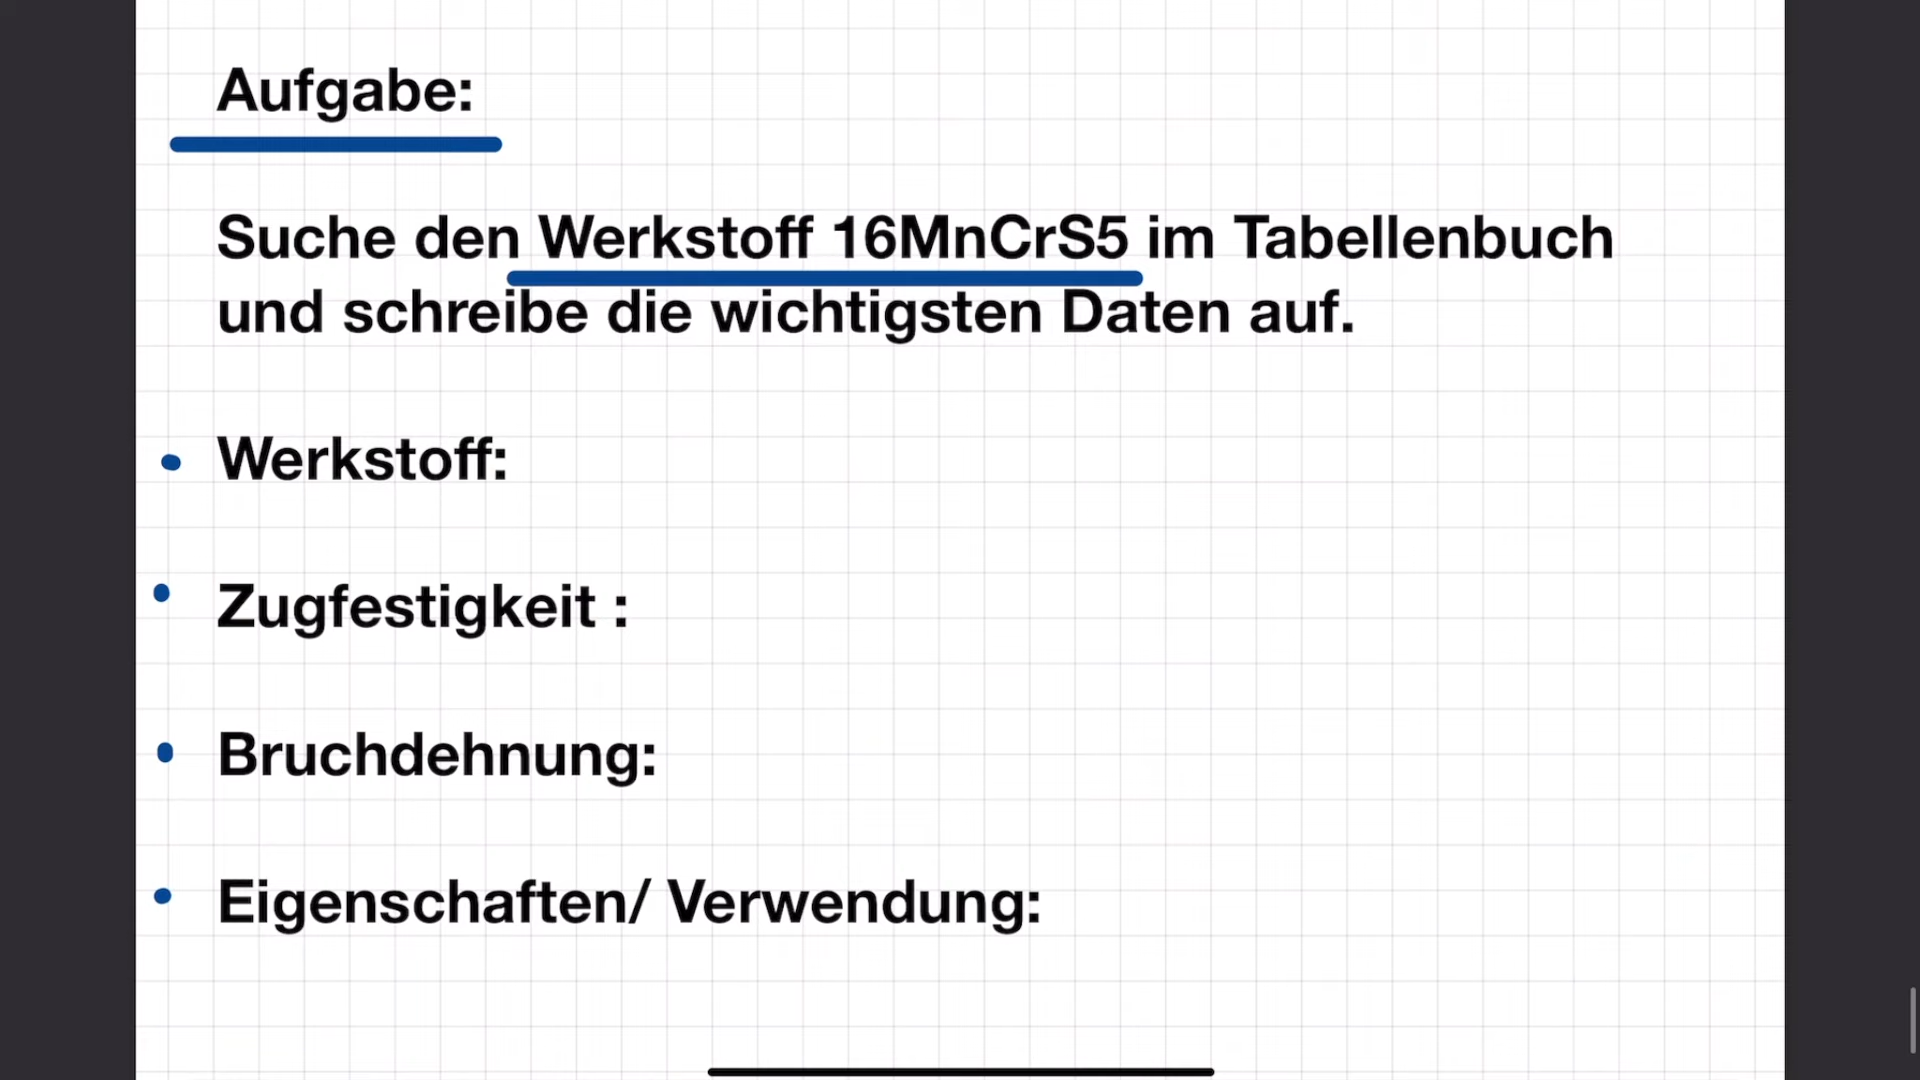 Aufgabe:
Suche den Werkstoff 16MnCrS5 im Tabellenbuch
und schreibe die wichtigsten Daten auf.
Werkstoff:
Zugfestigkeit :
Bruchdehnung:
Eigenschaften/ Verwendung: